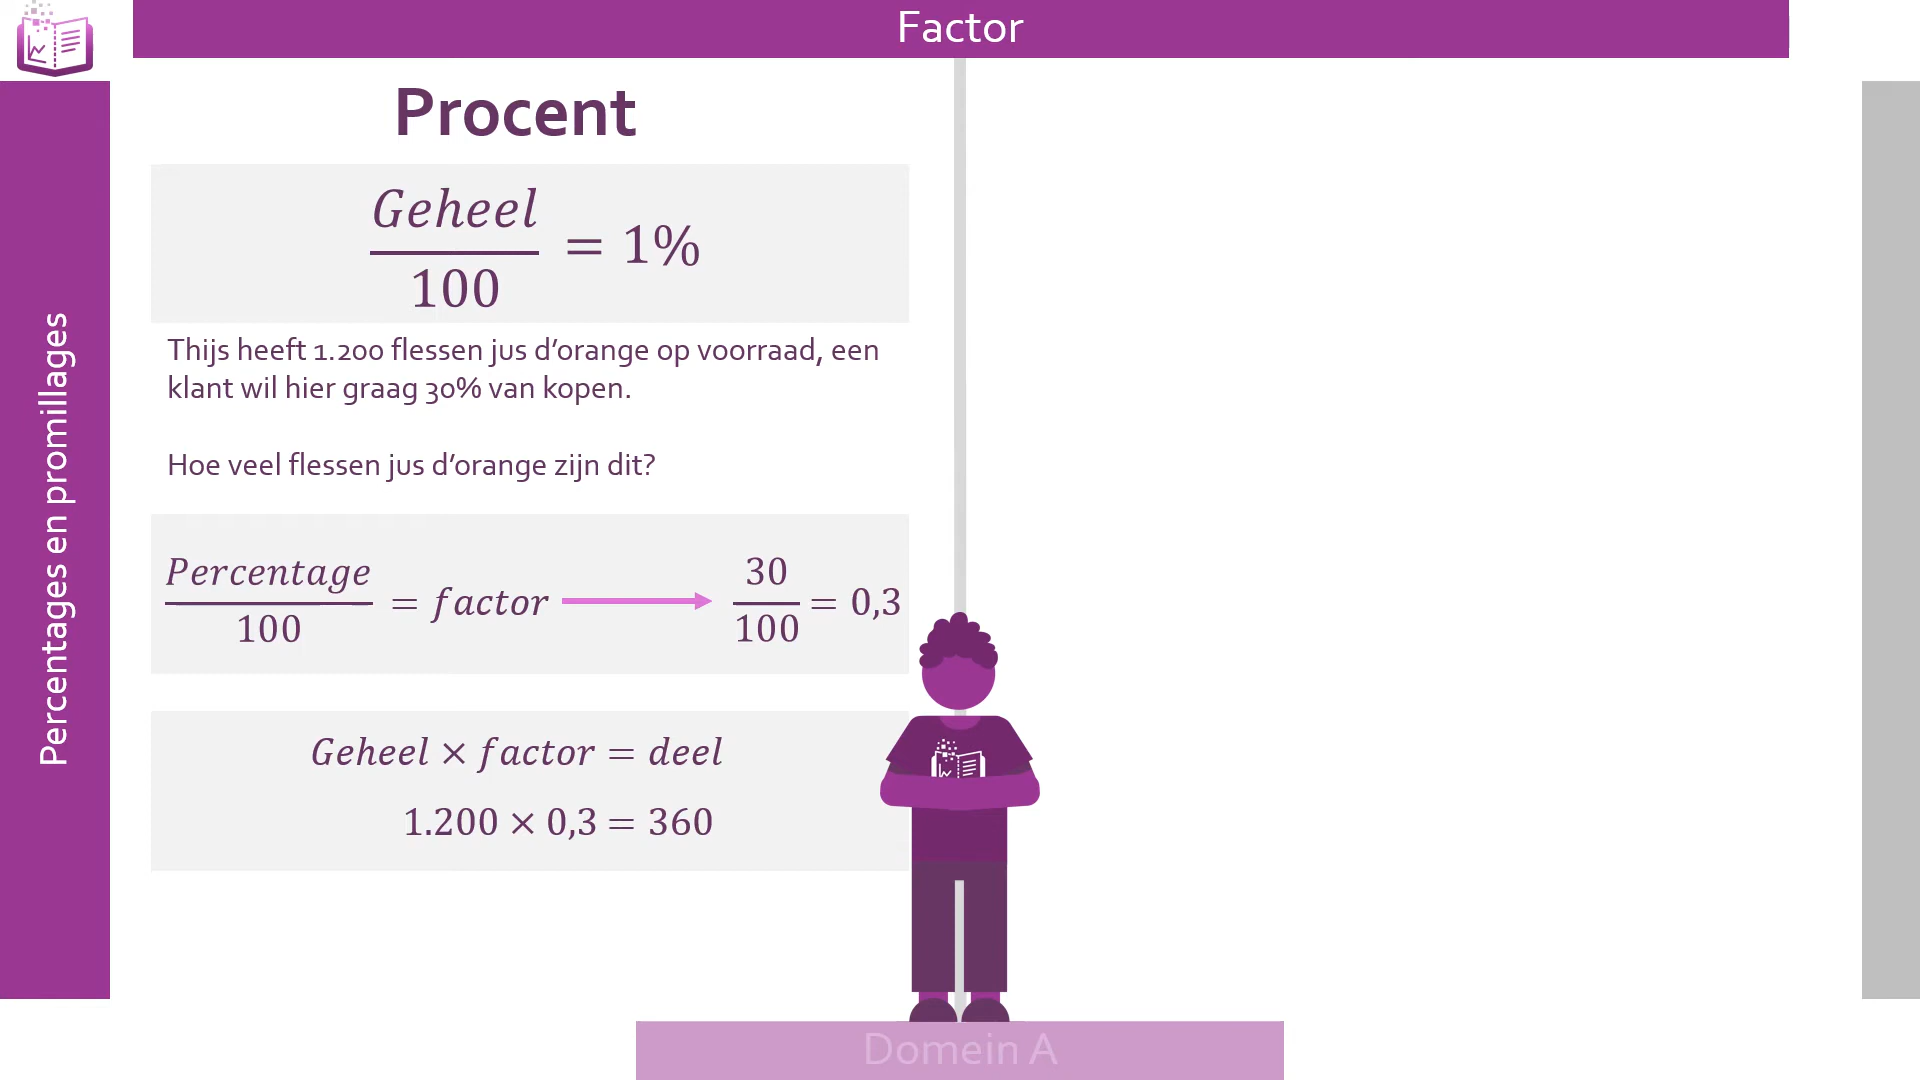 Factor
Percentages en promillages
Procent
Geheel
100
= 1%
Thijs heeft 1.200 flessen jus d’orange op voorraad, een
klant wil hier graag 30% van kopen.
Hoe veel flessen jus d’orange zijn dit?
Percentage
100
= factor
30
100
= 0,3
Geheel × factor = deel
1.200 × 0,3 = 360
Domein A